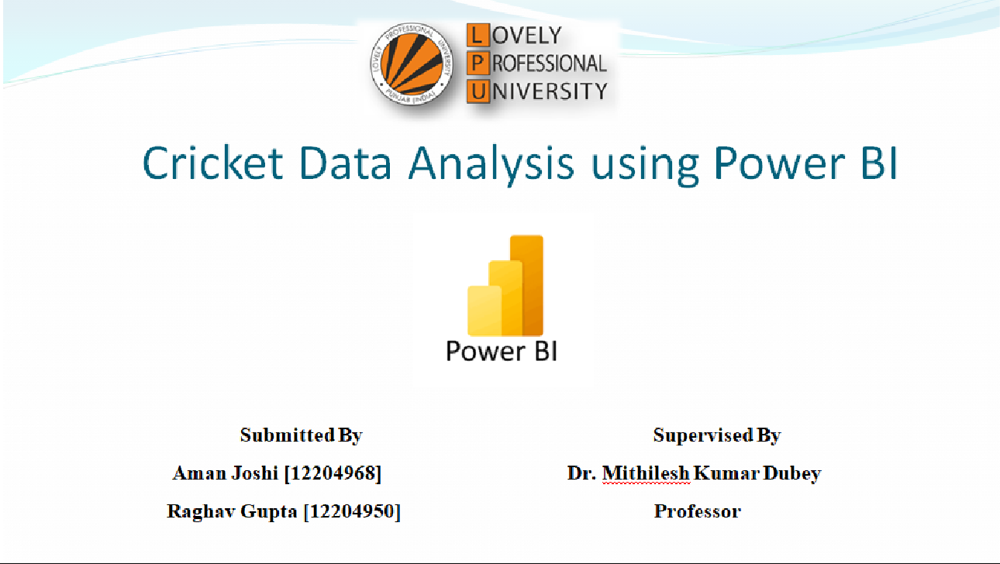 LOVELY PROFESSIONAL UNIVERSITY
PUNJAB (INDIA)
LOVELY
PROFESSIONAL
UNIVERSITY
Cricket Data Analysis using Power BI
Power BI
Submitted By
Supervised By
Aman Joshi [12204968]
Dr. Mithilesh Kumar Dubey
Raghav Gupta [12204950]
Professor